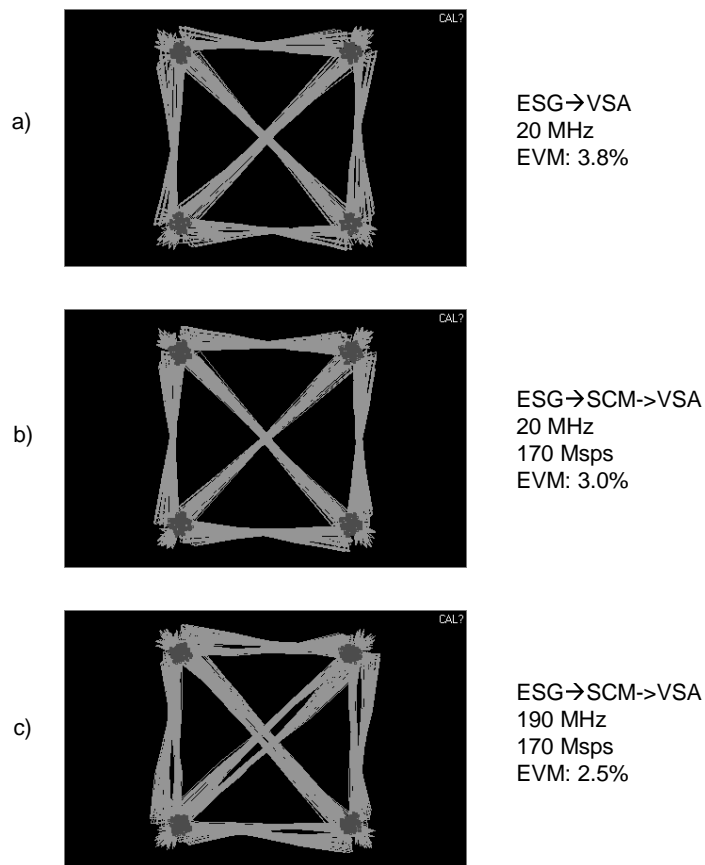 CAL?
a)
ESG→VSA
20 MHz
EVM: 3.8%
CAL?
b)
ESG→SCM->VSA
20 MHz
170 Msps
EVM: 3.0%
CAL?
c)
ESG→SCM->VSA
190 MHz
170 Msps
EVM: 2.5%